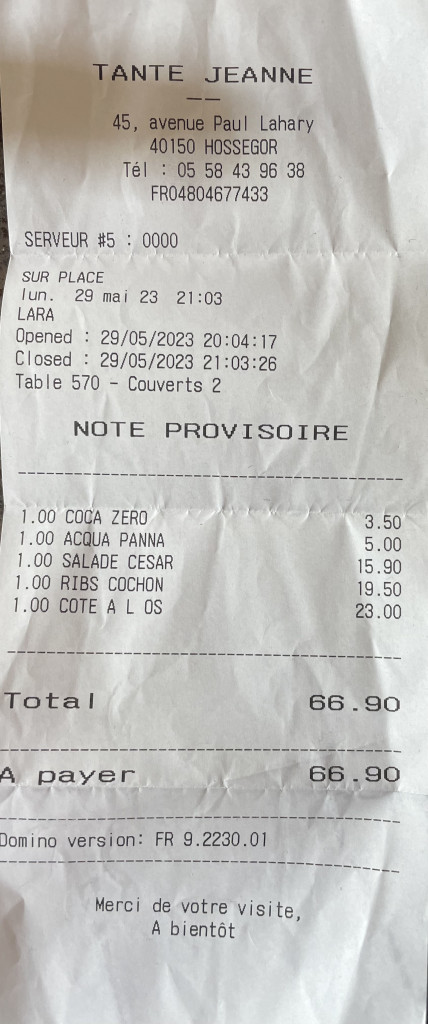 TANTE JEANNE
——
45, avenue Paul Lahary
40150 HOSSEGOR
Tél : 05 58 43 96 38
FR04804677433
SERVEUR #5 : 0000
SUR PLACE
lun. 29 mai 23 21:03
LARA
Opened : 29/05/2023 20:04:17
Closed : 29/05/2023 21:03:26
Table 570 - Couverts 2
NOTE PROVISOIRE
1.00 COCA ZERO 3.50
1.00 ACQUA PANNA 5.00
1.00 SALADE CESAR 15.90
1.00 RIBS COCHON 19.50
1.00 COTE A L OS 23.00
Total 66.90
A payer 66.90
Domino version: FR 9.2230.01
Merci de votre visite,
A bientôt